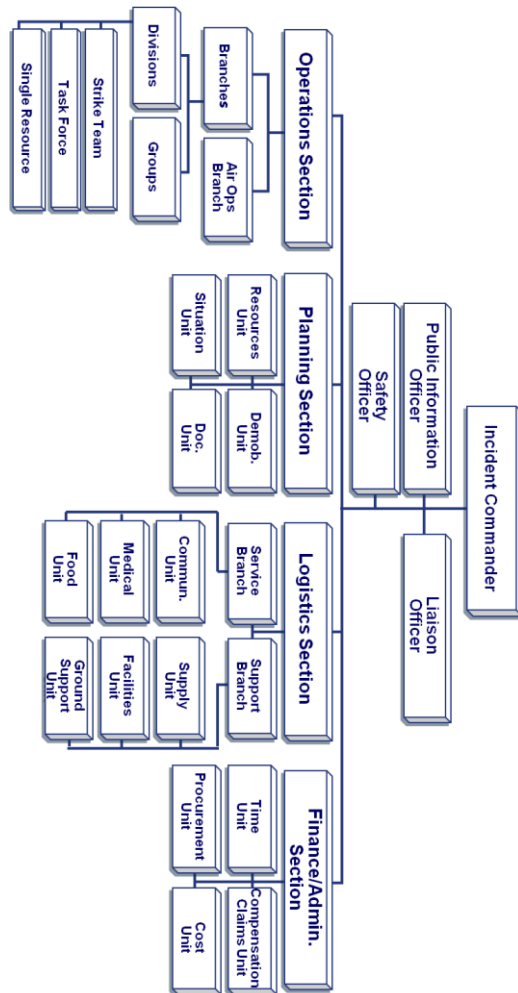 Incident Commander
Public Information
Officer
Liaison
Officer
Safety
Officer
Operations Section
Planning Section
Logistics Section
Finance/Admin.
Section
Branches
Air Ops
Branch
Divisions
Groups
Strike Team
Task Force
Single Resource
Resources
Unit
Demob.
Unit
Situation
Unit
Doc.
Unit
Service
Branch
Support
Branch
Commun.
Unit
Medical
Unit
Food
Unit
Supply
Unit
Facilities
Unit
Ground
Support
Unit
Time
Unit
Compensation
Claims Unit
Procurement
Unit
Cost
Unit